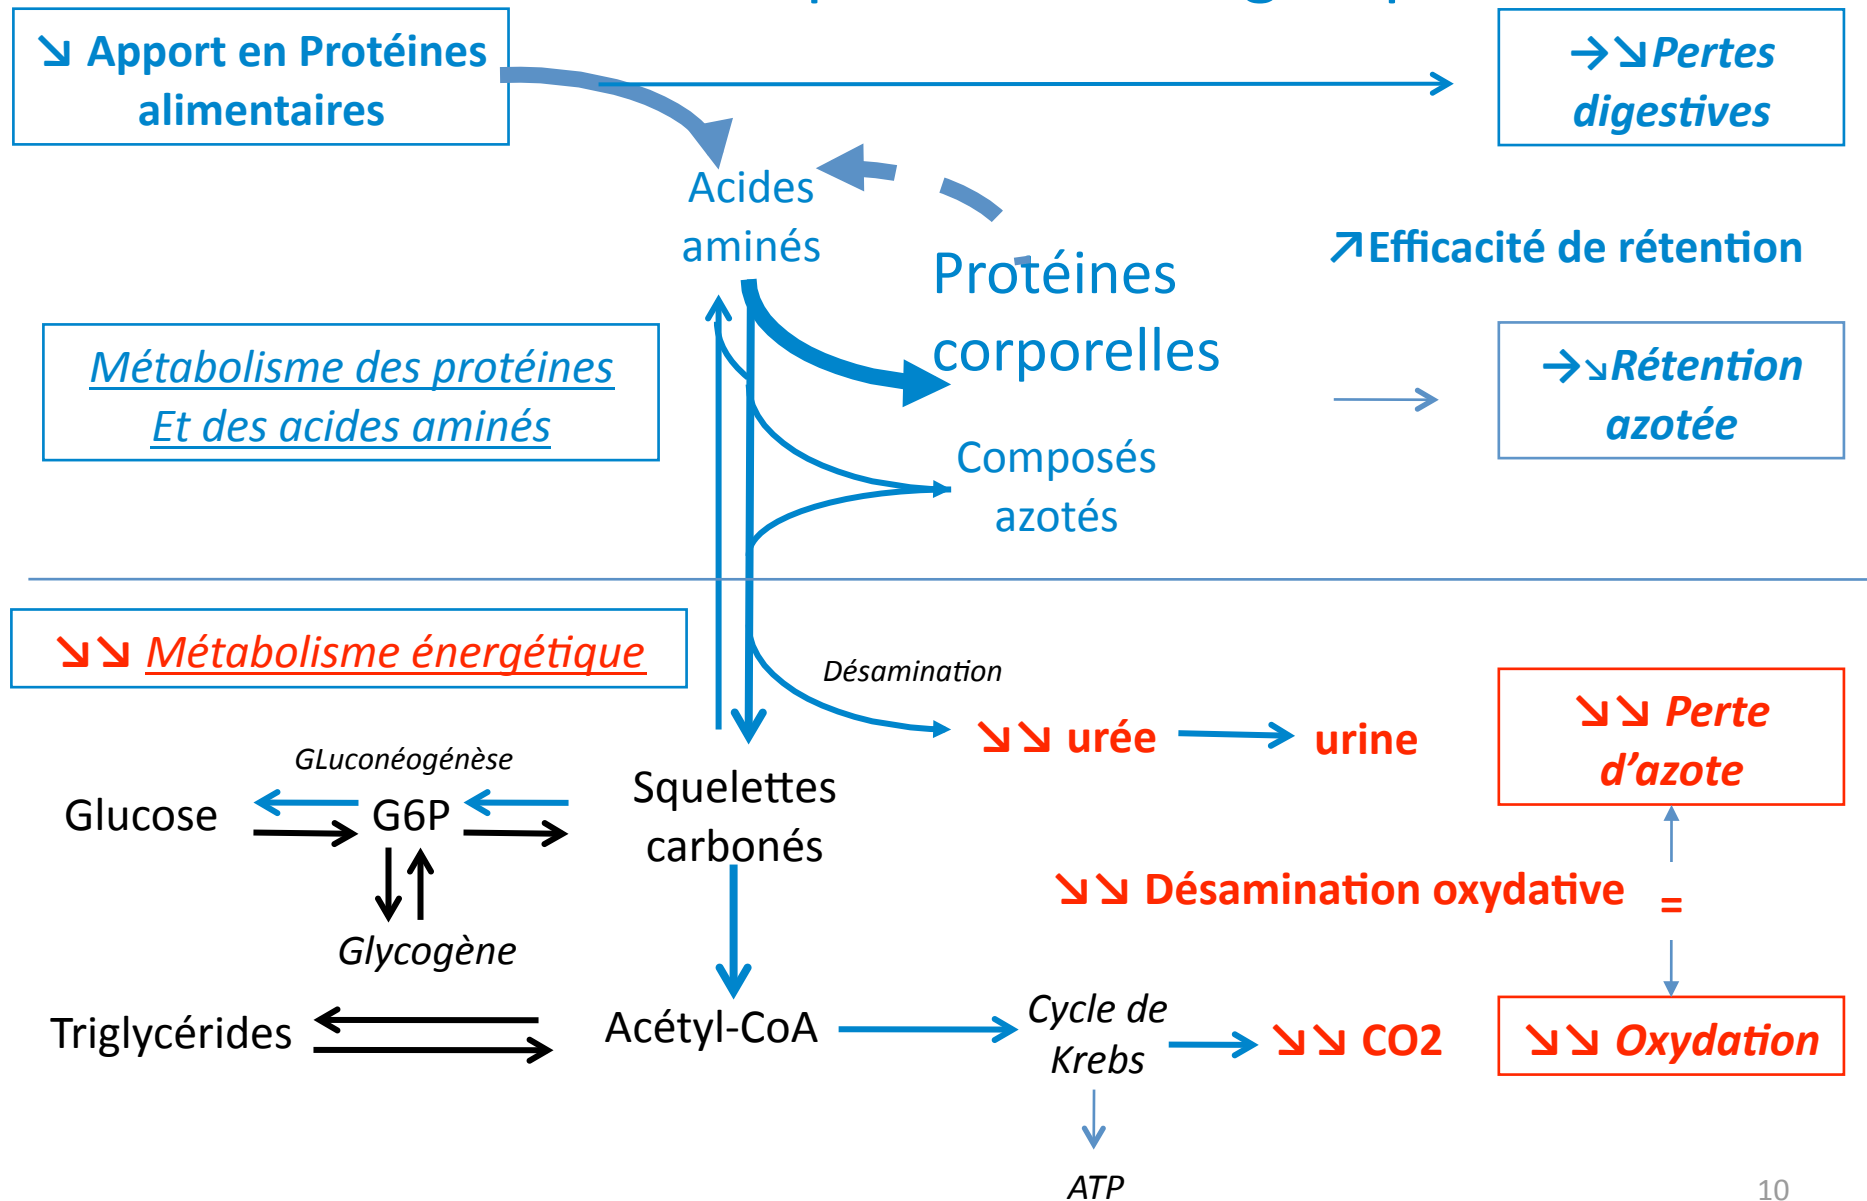 ↘ Apport en Protéines
alimentaires
→↘Pertes
digestives
Acides
aminés
↗Efficacité de rétention
Protéines
corporelles
Métabolisme des protéines
Et des acides aminés
→↘Rétention
azotée
Composés
azotés
↘↘ Métabolisme énergétique
Désamination
↘↘ urée
urine
↘↘ Perte
d’azote
GLuconéogénèse
Glucose
G6P
Squelettes
carbonés
↘↘ Désamination oxydative
=
Glycogène
Triglycérides
Acétyl-CoA
Cycle de
Krebs
↘↘ CO2
↘↘ Oxydation
ATP
10